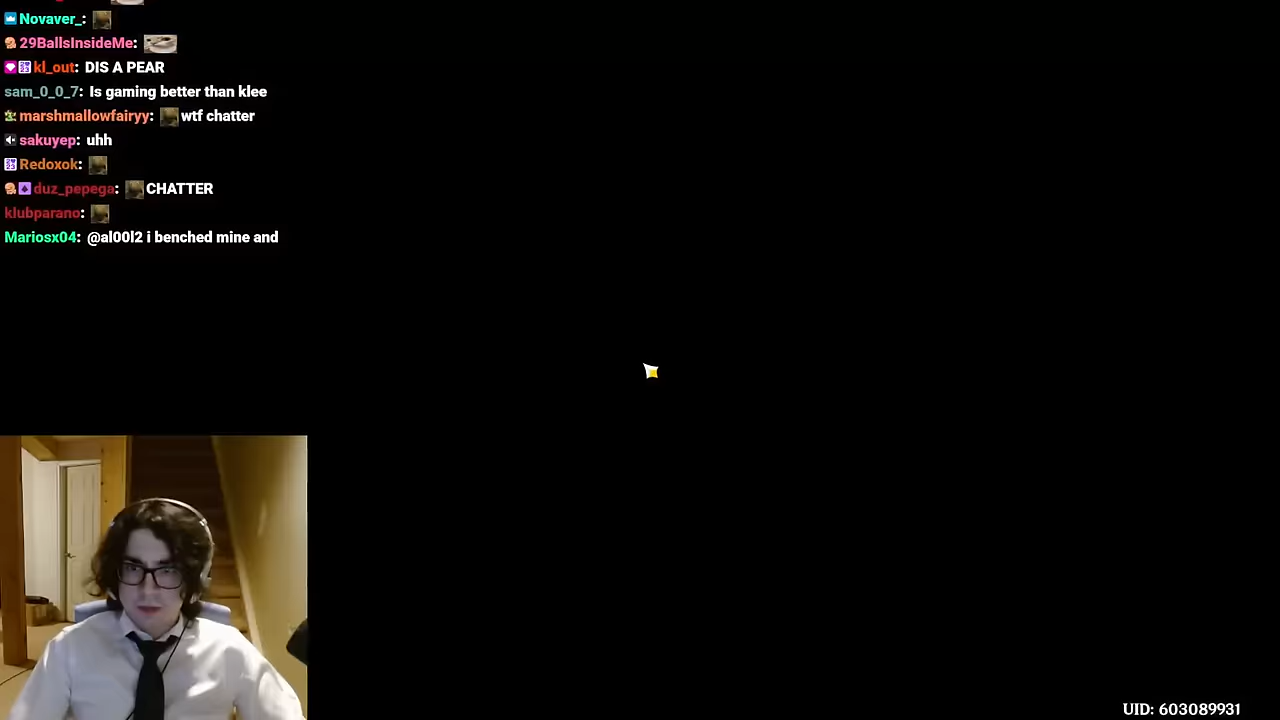 Novaver_:
29BallsInsideMe:
kl_out: DIS A PEAR
sam_0_0_7: Is gaming better than klee
marshmallowfairyy: wtf chatter
sakuyep: uhh
Redoxok:
duz_pepega: CHATTER
klubparano:
Mariosx04: @al00l2 i benched mine and
UID: 603089931